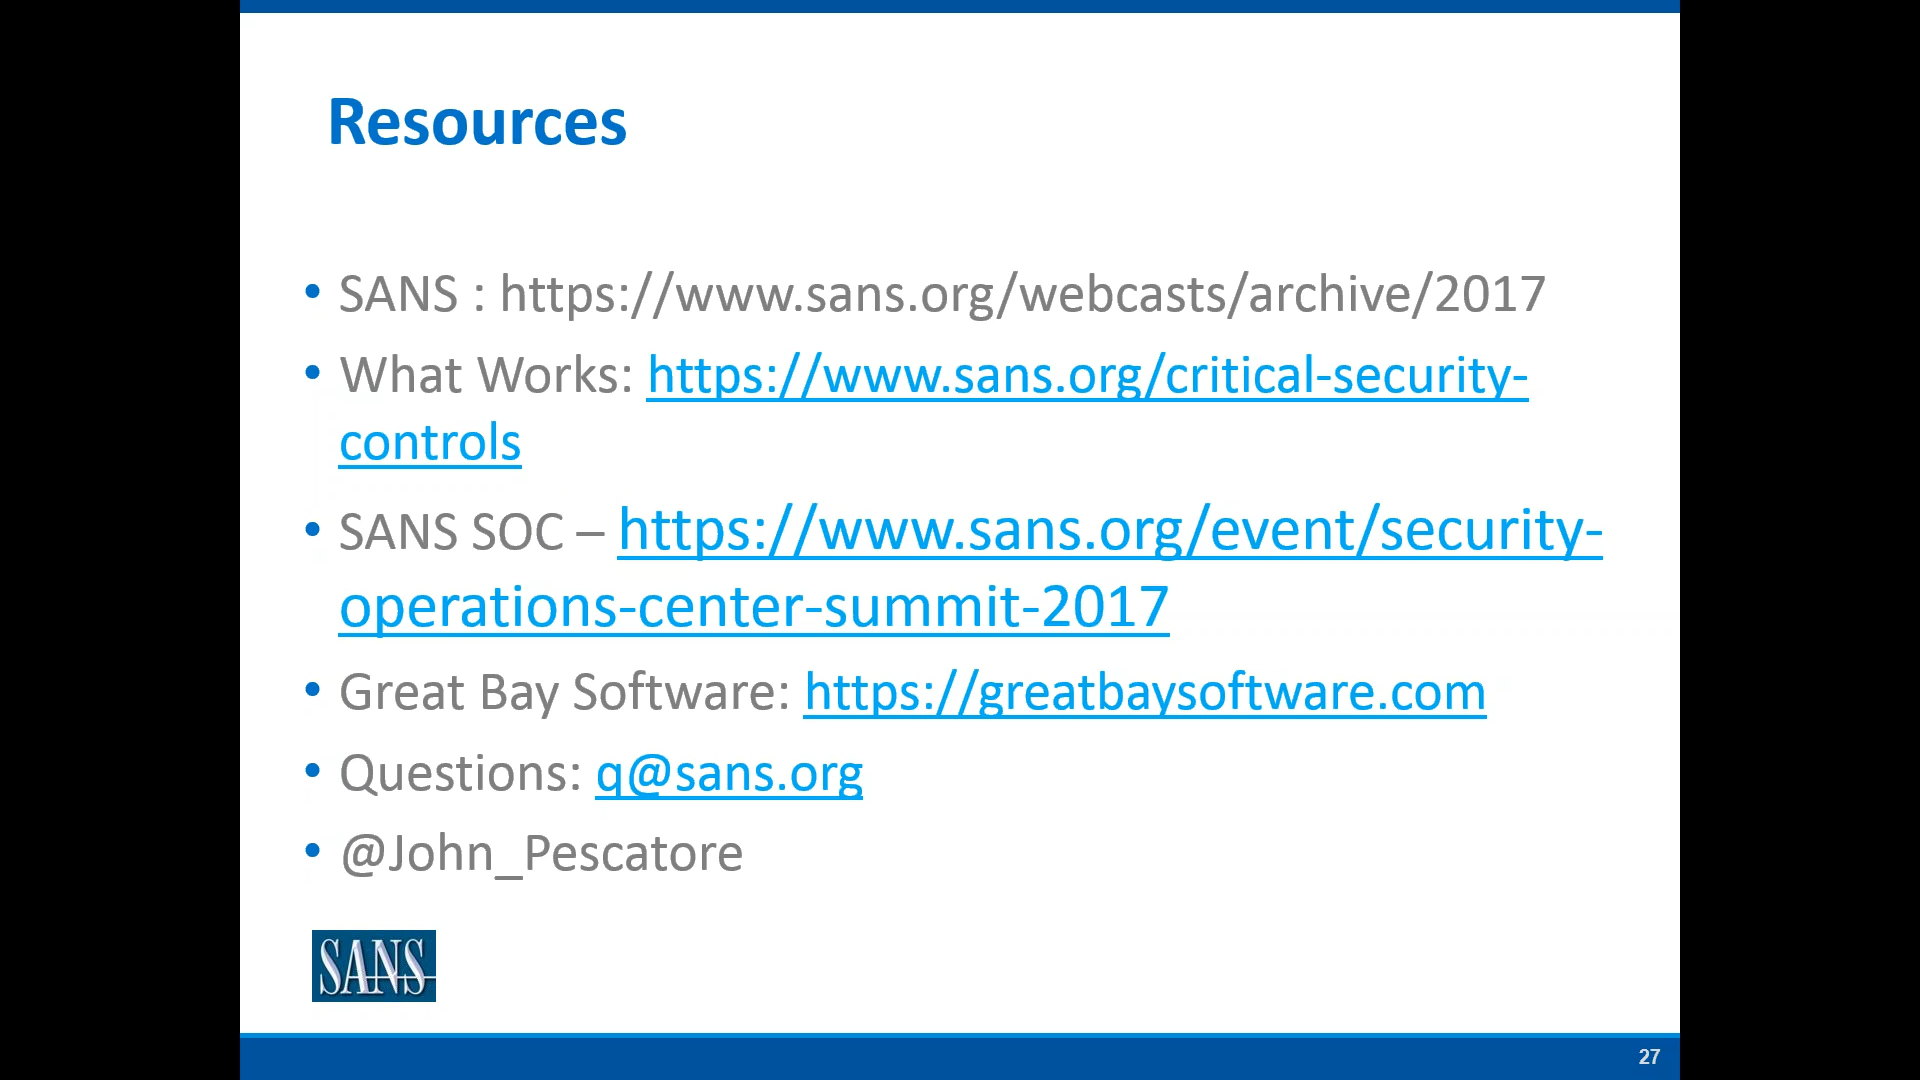 Resources
• SANS : https://www.sans.org/webcasts/archive/2017
• What Works: https://www.sans.org/critical-security-
controls
• SANS SOC – https://www.sans.org/event/security-
operations-center-summit-2017
• Great Bay Software: https://greatbaysoftware.com
• Questions: q@sans.org
• @John_Pescatore
SANS
27